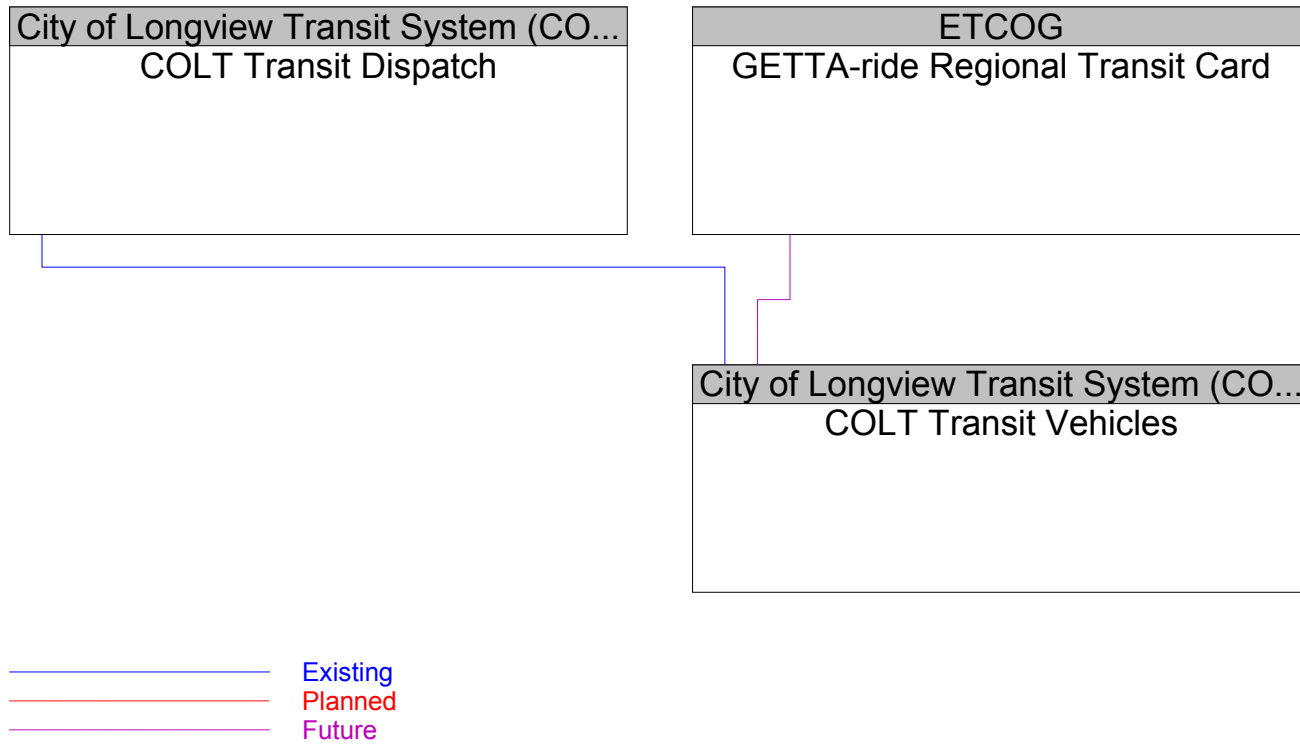 City of Longview Transit System (CO...
COLT Transit Dispatch
ETCOG
GETTA-ride Regional Transit Card
City of Longview Transit System (CO...
COLT Transit Vehicles
Existing
Planned
Future